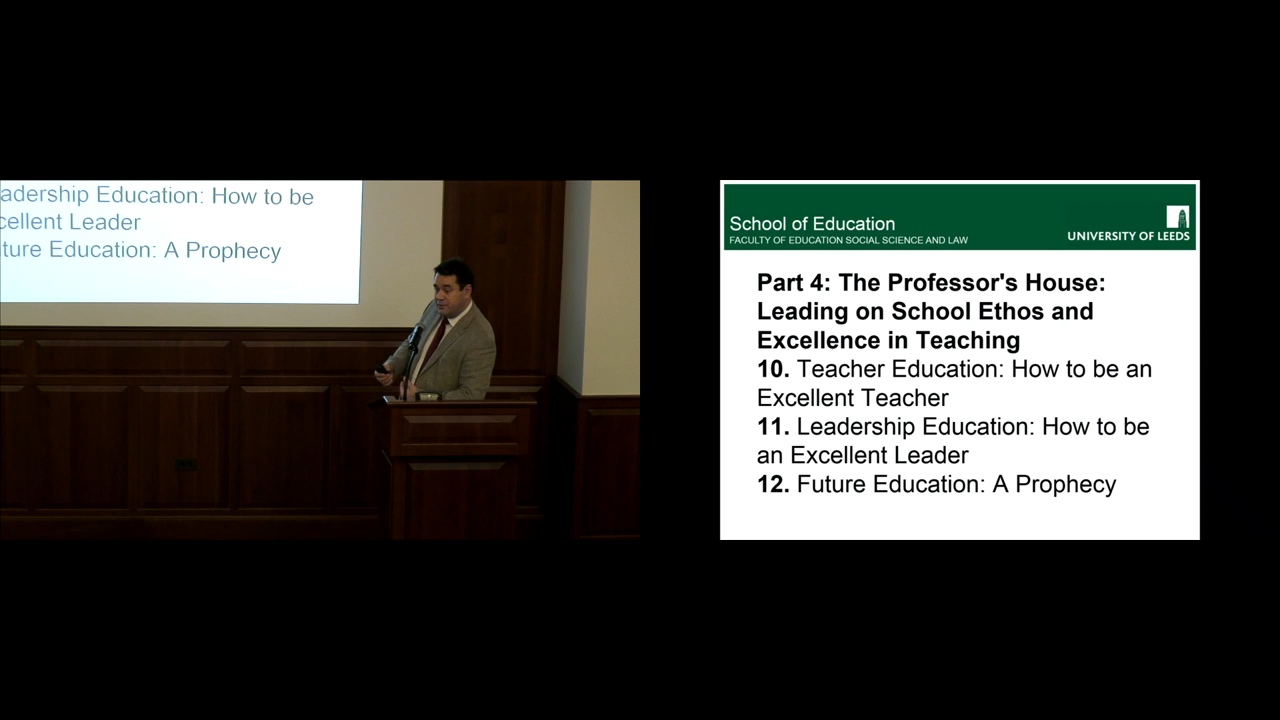 adership Education: How to be
cellent Leader
ture Education: A Prophecy
School of Education
FACULTY OF EDUCATION SOCIAL SCIENCE AND LAW
UNIVERSITY OF LEEDS
Part 4: The Professor's House:
Leading on School Ethos and
Excellence in Teaching
10. Teacher Education: How to be an
Excellent Teacher
11. Leadership Education: How to be
an Excellent Leader
12. Future Education: A Prophecy